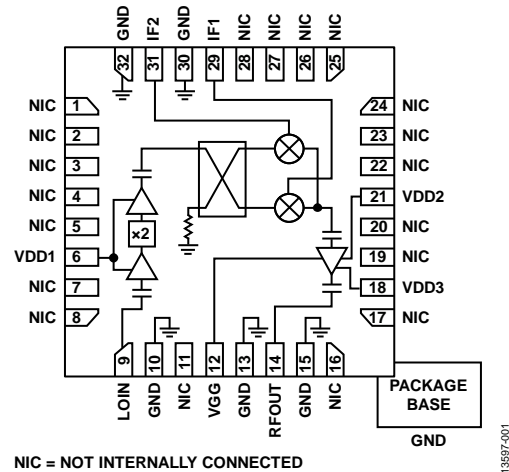 GND
IF2
GND
IF1
NIC
NIC
NIC
NIC
32
31
30
29
28
27
26
25
NIC 1
NIC 2
NIC 3
NIC 4
NIC 5
VDD1 6
NIC 7
NIC 8
24 NIC
23 NIC
22 NIC
21 VDD2
20 NIC
19 NIC
18 VDD3
17 NIC
×2
9
10
11
12
13
14
15
16
LOIN
GND
NIC
VGG
GND
RFOUT
GND
NIC
PACKAGE
BASE
GND
NIC = NOT INTERNALLY CONNECTED
13597-001